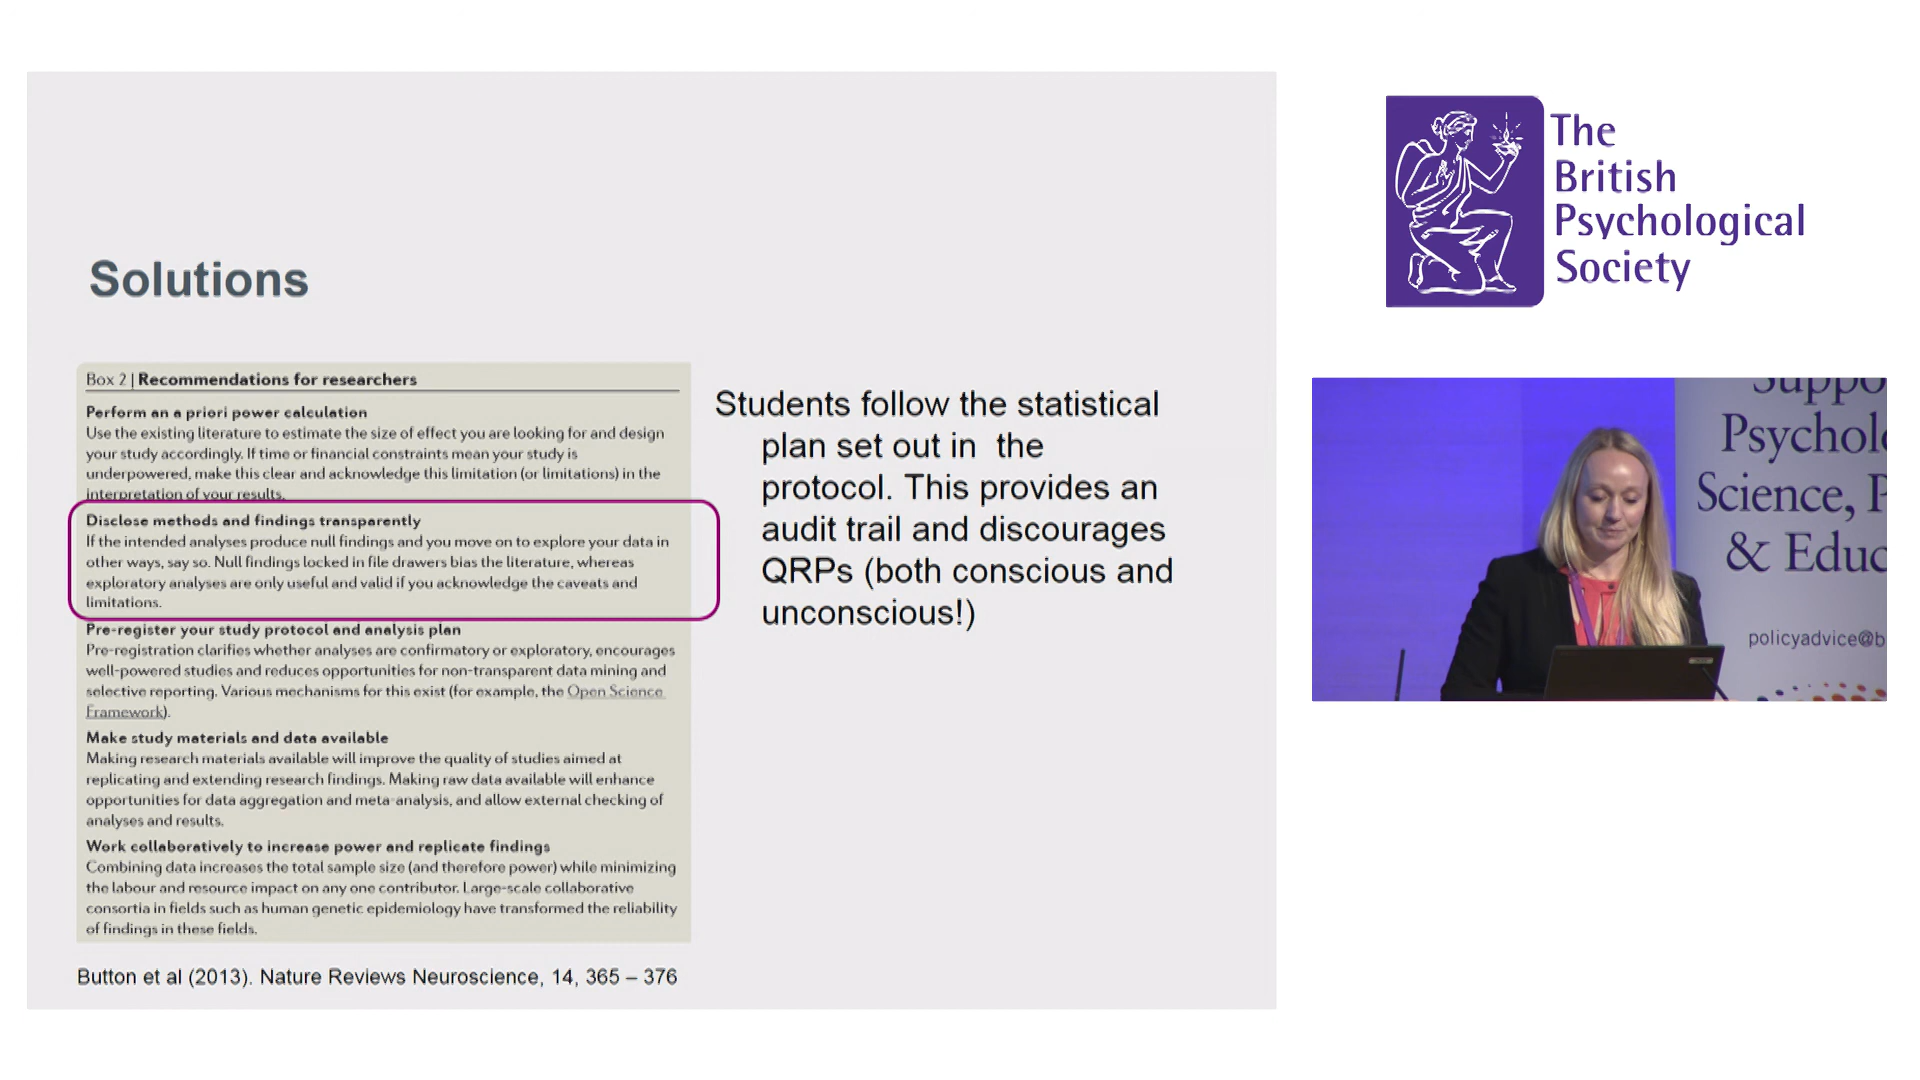 Solutions
Box 2 | Recommendations for researchers
Perform an a priori power calculation
Use the existing literature to estimate the size of effect you are looking for and design
your study accordingly. If time or financial constraints mean your study is
underpowered, make this clear and acknowledge this limitation (or limitations) in the
interpretation of your results.
Disclose methods and findings transparently
If the intended analyses produce null findings and you move on to explore your data in
other ways, say so. Null findings locked in file drawers bias the literature, whereas
exploratory analyses are only useful and valid if you acknowledge the caveats and
limitations.
Pre-register your study protocol and analysis plan
Pre-registration clarifies whether analyses are confirmatory or exploratory, encourages
well-powered studies and reduces opportunities for non-transparent data mining and
selective reporting. Various mechanisms for this exist (for example, the Open Science
Framework).
Make study materials and data available
Making research materials available will improve the quality of studies aimed at
replicating and extending research findings. Making raw data available will enhance
opportunities for data aggregation and meta-analysis, and allow external checking of
analyses and results.
Work collaboratively to increase power and replicate findings
Combining data increases the total sample size (and therefore power) while minimizing
the labour and resource impact on any one contributor. Large-scale collaborative
consortia in fields such as human genetic epidemiology have transformed the reliability
of findings in these fields.
Button et al (2013). Nature Reviews Neuroscience, 14, 365 – 376
Students follow the statistical
plan set out in the
protocol. This provides an
audit trail and discourages
QRPs (both conscious and
unconscious!)
The
British
Psychological
Society
Suppo
Psychol
Science, P
& Educ
policyadvice@b